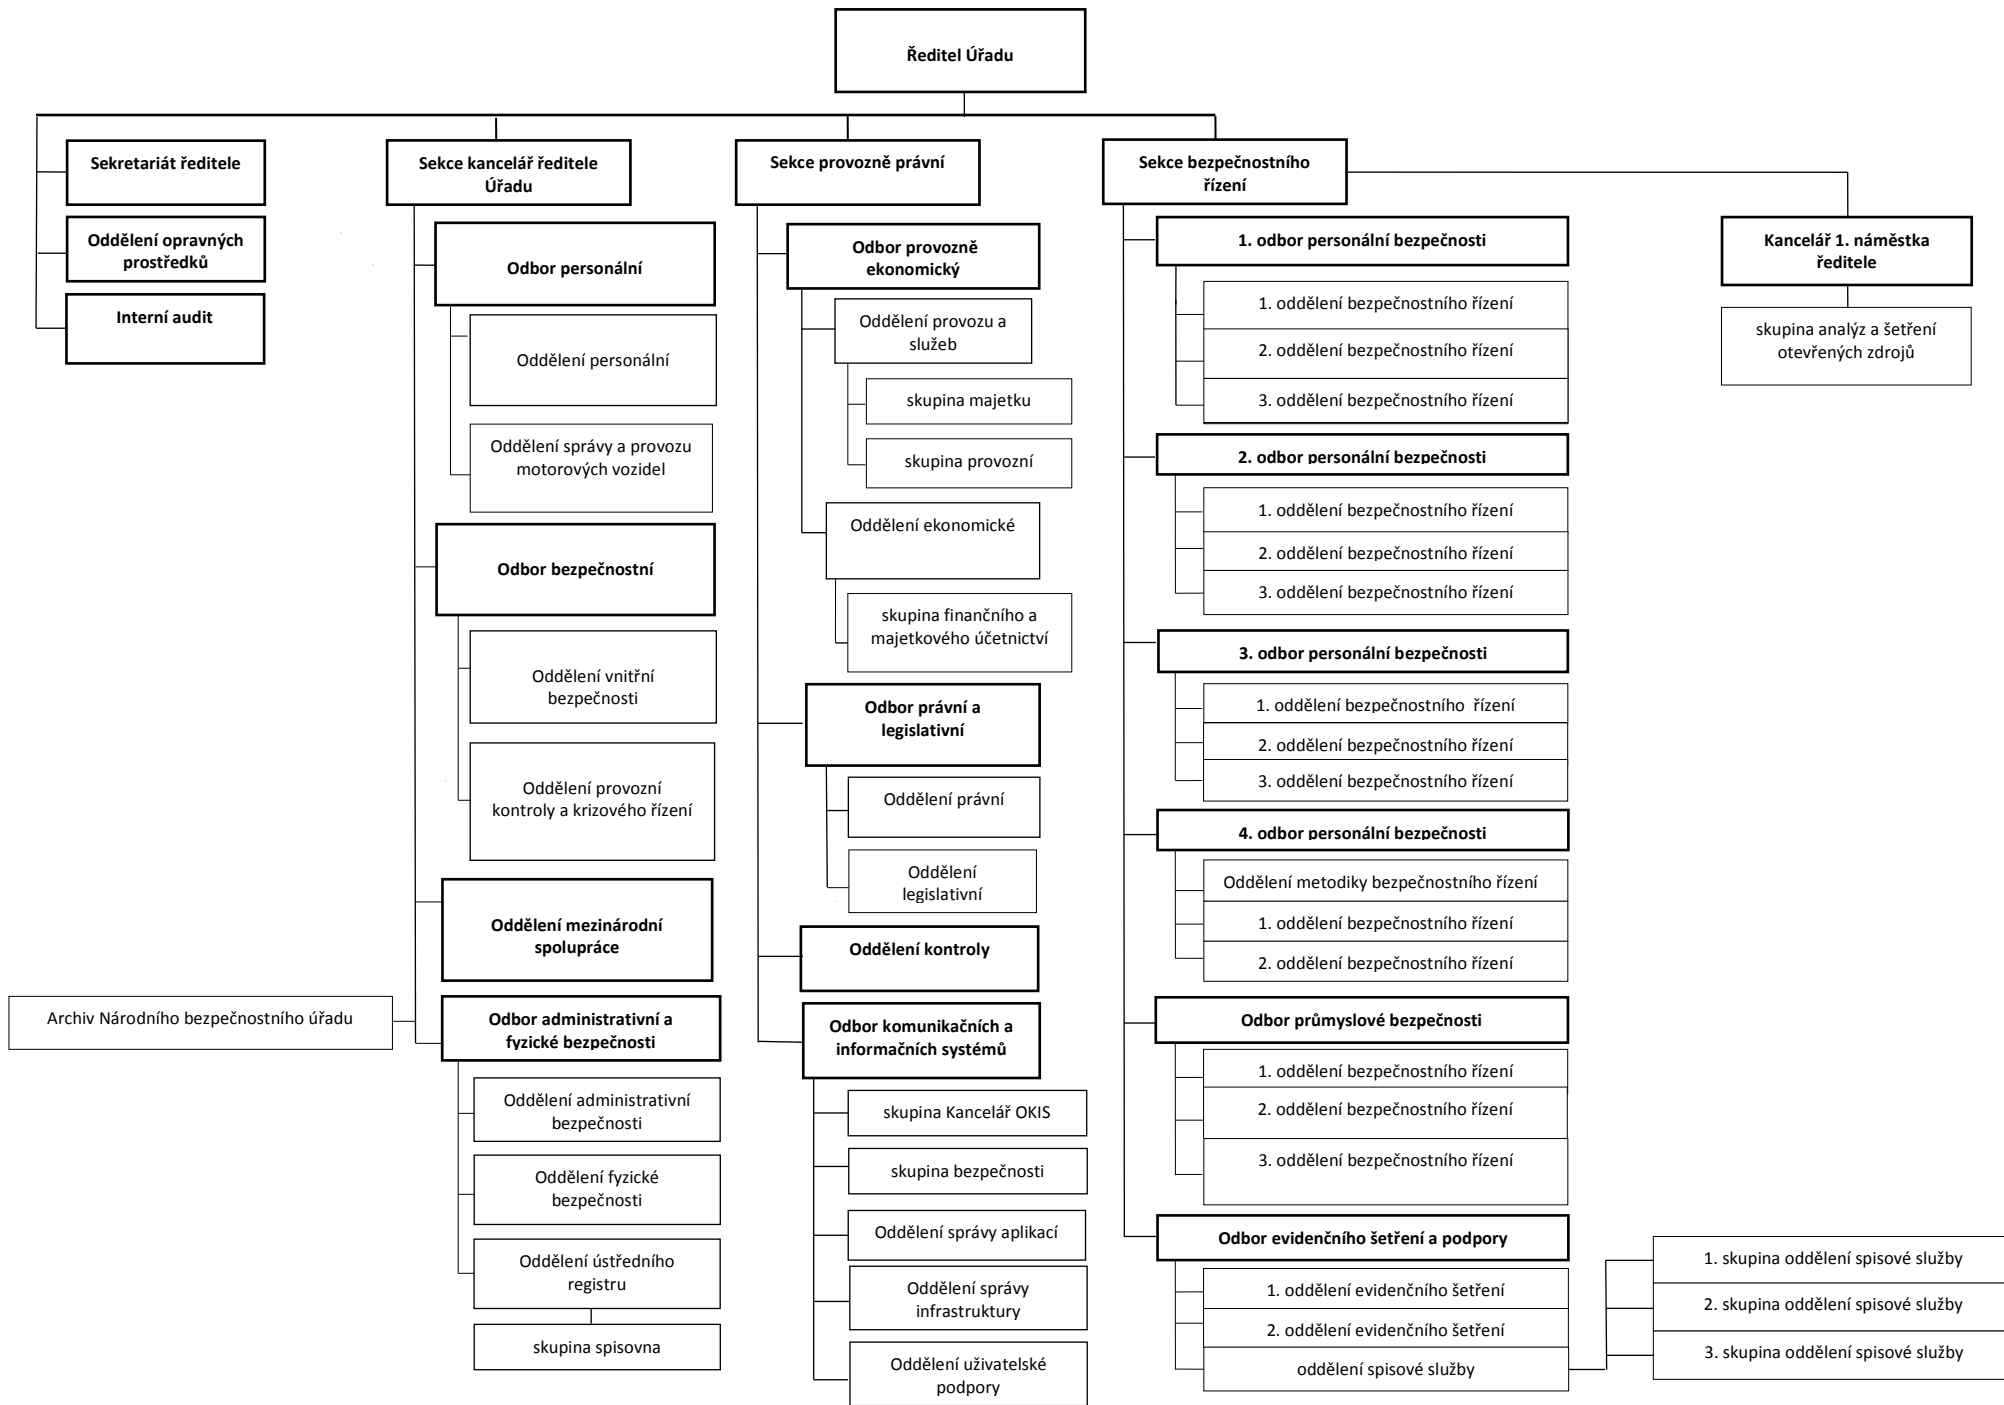 Ředitel Úřadu
Sekretariát ředitele
Oddělení opravných
prostředků
Interní audit
Sekce kancelář ředitele
Úřadu
Odbor personální
Oddělení personální
Oddělení správy a provozu
motorových vozidel
Odbor bezpečnostní
Oddělení vnitřní
bezpečnosti
Oddělení provozní
kontroly a krizového řízení
Oddělení mezinárodní
spolupráce
Archiv Národního bezpečnostního úřadu
Odbor administrativní a
fyzické bezpečnosti
Oddělení administrativní
bezpečnosti
Oddělení fyzické
bezpečnosti
Oddělení ústředního
registru
skupina spisovna
Sekce provozně právní
Odbor provozně
ekonomický
Oddělení provozu a
služeb
skupina majetku
skupina provozní
Oddělení ekonomické
skupina finančního a
majetkového účetnictví
Odbor právní a
legislativní
Oddělení právní
Oddělení
legislativní
Oddělení kontroly
Odbor komunikačních a
informačních systémů
skupina Kancelář OKIS
skupina bezpečnosti
Oddělení správy aplikací
Oddělení správy
infrastruktury
Oddělení uživatelské
podpory
Sekce bezpečnostního
řízení
1. odbor personální bezpečnosti
1. oddělení bezpečnostního řízení
2. oddělení bezpečnostního řízení
3. oddělení bezpečnostního řízení
2. odbor personální bezpečnosti
1. oddělení bezpečnostního řízení
2. oddělení bezpečnostního řízení
3. oddělení bezpečnostního řízení
3. odbor personální bezpečnosti
1. oddělení bezpečnostního  řízení
2. oddělení bezpečnostního řízení
3. oddělení bezpečnostního řízení
4. odbor personální bezpečnosti
Oddělení metodiky bezpečnostního řízení
1. oddělení bezpečnostního řízení
2. oddělení bezpečnostního řízení
Odbor průmyslové bezpečnosti
1. oddělení bezpečnostního řízení
2. oddělení bezpečnostního řízení
3. oddělení bezpečnostního řízení
Odbor evidenčního šetření a podpory
1. oddělení evidenčního šetření
2. oddělení evidenčního šetření
oddělení spisové služby
1. skupina oddělení spisové služby
2. skupina oddělení spisové služby
3. skupina oddělení spisové služby
Kancelář 1. náměstka
ředitele
skupina analýz a šetření
otevřených zdrojů